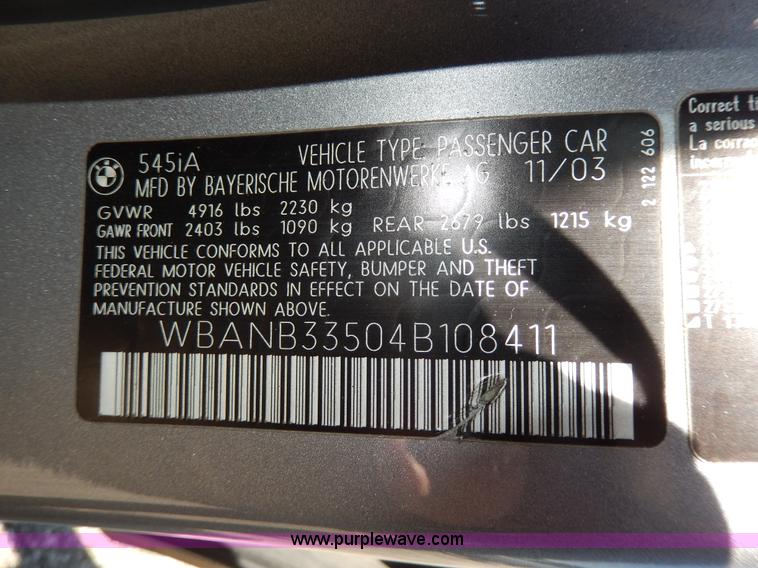 545iA VEHICLE TYPE: PASSENGER CAR
MFD BY BAYERISCHE MOTORENWERKE AG 11/03
GVWR 4916 lbs 2230 kg
GAWR FRONT 2403 lbs 1090 kg REAR 2679 lbs 1215 kg
THIS VEHICLE CONFORMS TO ALL APPLICABLE U.S.
FEDERAL MOTOR VEHICLE SAFETY, BUMPER AND THEFT
PREVENTION STANDARDS IN EFFECT ON THE DATE OF
MANUFACTURE SHOWN ABOVE.
WBANB33504B108411
2 122 606
Correct
a serious
La
www.purplewave.com